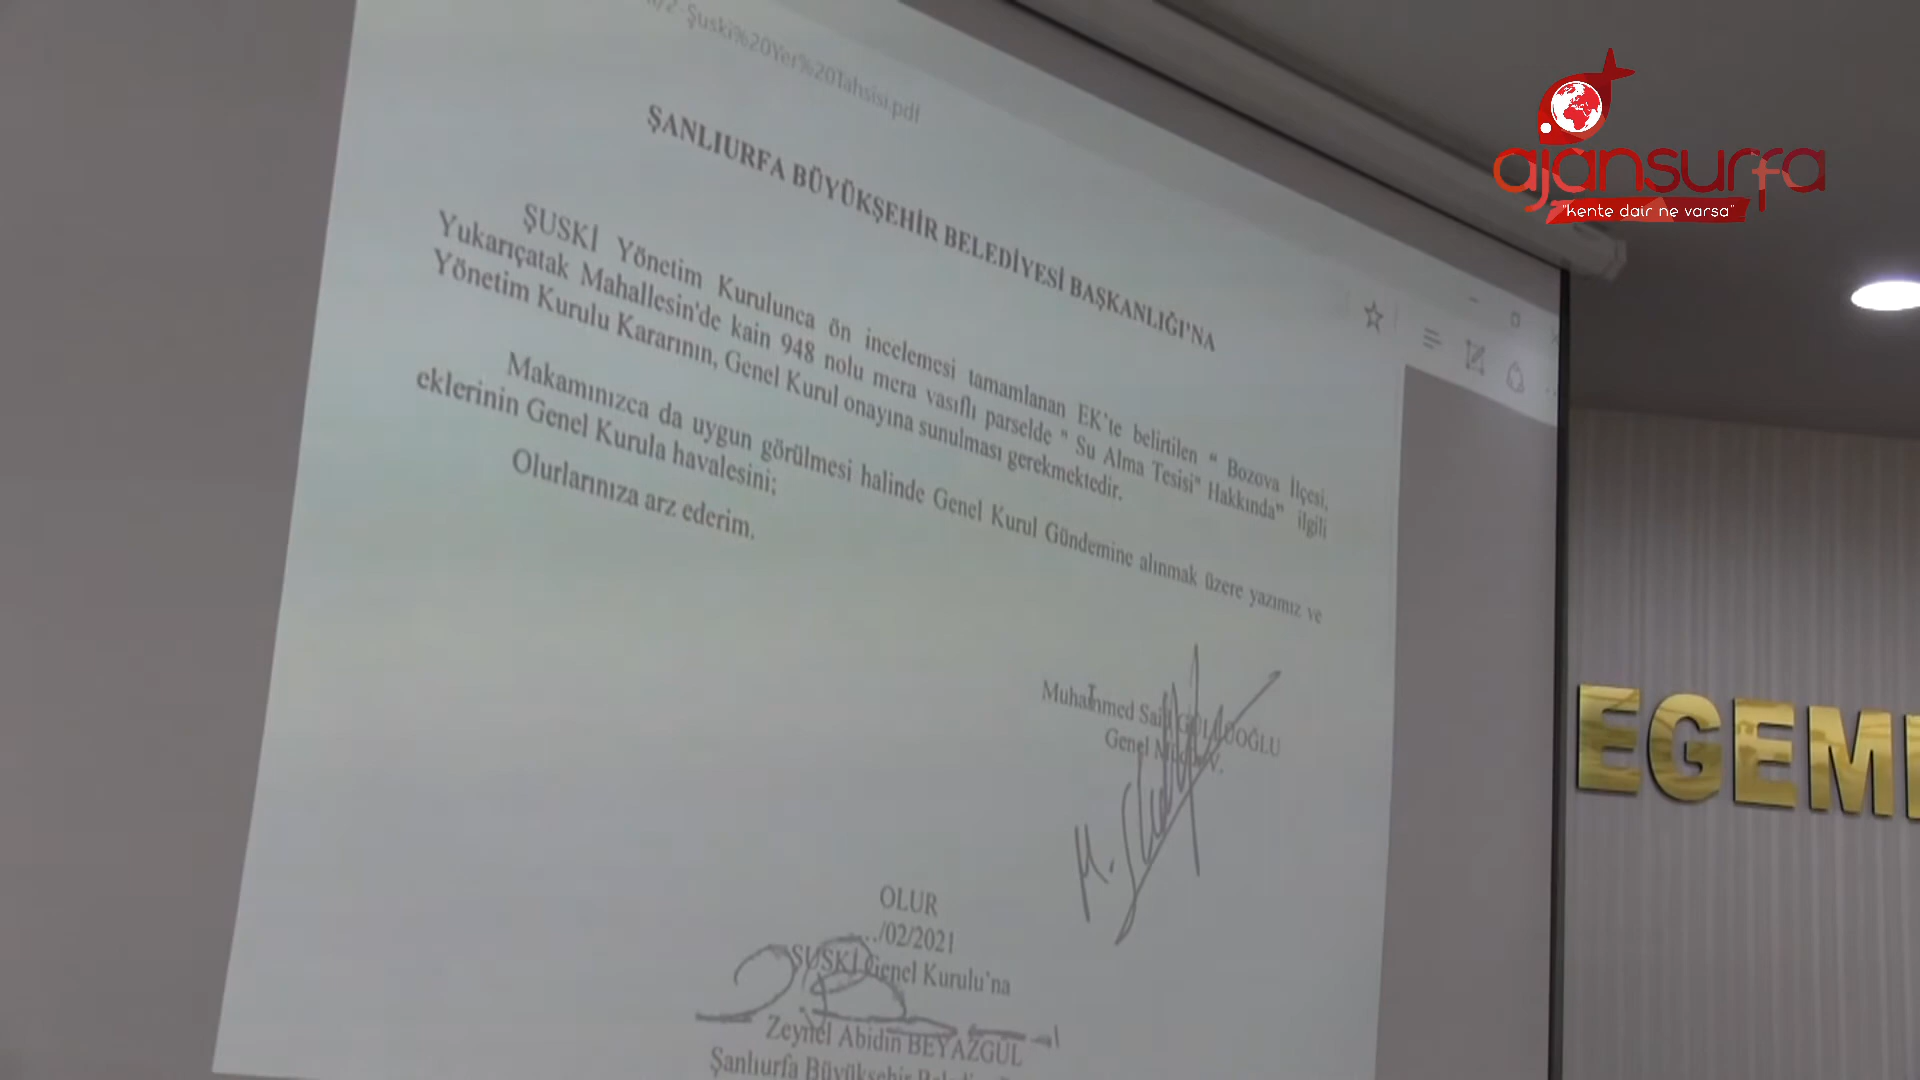 Şuski%20Yer%20Tahsisi.pdf
ŞANLIURFA BÜYÜKŞEHİR BELEDİYESİ BAŞKANLIĞI'NA
ŞUSKİ Yönetim Kurulunca ön incelemesi tamamlanan EK'te belirtilen “ Bozova İlçesi,
Yukarıçatak Mahallesin'de kain 948 nolu mera vasıflı parselde " Su Alma Tesisi" Hakkında” ilgili
Yönetim Kurulu Kararının, Genel Kurul onayına sunulması gerekmektedir.
Makamınızca da uygun görülmesi halinde Genel Kurul Gündemine alınmak üzere yazımız ve
eklerinin Genel Kurula havalesini;
Olurlarınıza arz ederim.
Muhammed Sait GÜLLÜOĞLU
Genel Müdür V.
OLUR
.../02/2021
ŞUSKİ Genel Kurulu'na
Zeynel Abidin BEYAZGÜL
Şanlıurfa Büyükşehir
ajansurfa
"kente dair ne varsa"
EGEM